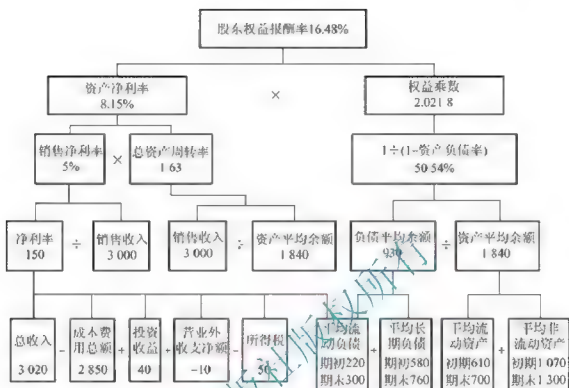 股东权益报酬率16.48%
资产净利率
8.15%
×
权益乘数
2.021 8
销售净利率
5%
×
总资产周转率
1 63
1÷(1-资产负债率)
50 54%
净利率
150
÷
销售收入
3 000
销售收入
3 000
÷
资产平均余额
1 840
负债平均余额
930
÷
资产平均余额
1 840
总收入
3 020
−
成本费
用总额
2 850
+
投资
收益
40
+
营业外
收支净额
−10
−
所得税
50
平均流
动负债
期初220
期末300
+
平均长
期负债
期初580
期末760
平均流
动资产
初期610
期末700
+
平均非
流动资产
期初1 070
期末1 300
社版权所有